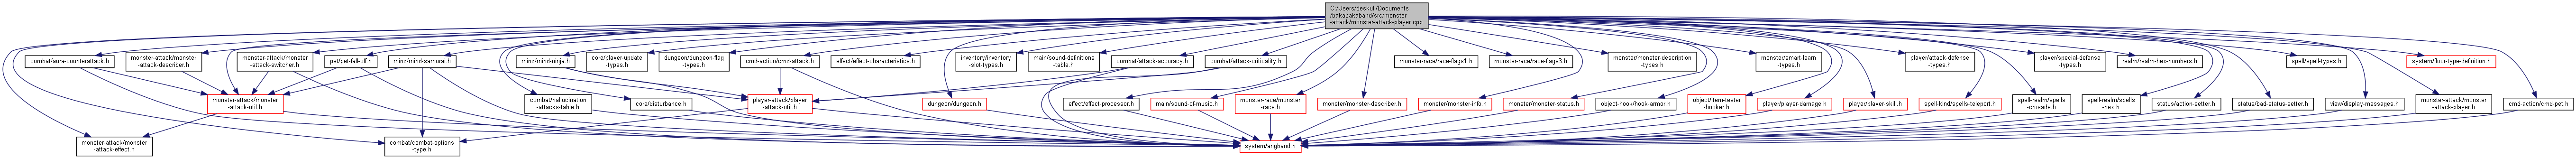 C:/Users/deskull/Documents
/bakabakaband/src/monster
-attack/monster-attack-player.cpp
combat/aura-counterattack.h
monster-attack/monster
-attack-describer.h
monster-attack/monster
-attack-switcher.h
pet/pet-fall-off.h
mind/mind-samurai.h
mind/mind-ninja.h
core/player-update
-types.h
dungeon/dungeon-flag
-types.h
cmd-action/cmd-attack.h
effect/effect-characteristics.h
inventory/inventory
-slot-types.h
main/sound-definitions
-table.h
combat/attack-accuracy.h
combat/attack-criticality.h
monster-race/race-flags1.h
monster-race/race-flags3.h
monster/monster-description
-types.h
monster/smart-learn
-types.h
player/attack-defense
-types.h
player/special-defense
-types.h
realm/realm-hex-numbers.h
spell/spell-types.h
system/floor-type-definition.h
monster-attack/monster
-attack-util.h
combat/hallucination
-attacks-table.h
core/disturbance.h
player-attack/player
-attack-util.h
dungeon/dungeon.h
effect/effect-processor.h
main/sound-of-music.h
monster-race/monster
-race.h
monster/monster-describer.h
monster/monster-info.h
monster/monster-status.h
object-hook/hook-armor.h
object/item-tester
-hooker.h
player/player-damage.h
player/player-skill.h
spell-kind/spells-teleport.h
spell-realm/spells
-crusade.h
spell-realm/spells
-hex.h
status/action-setter.h
status/bad-status-setter.h
view/display-messages.h
monster-attack/monster
-attack-player.h
cmd-action/cmd-pet.h
monster-attack/monster
-attack-effect.h
combat/combat-options
-type.h
system/angband.h